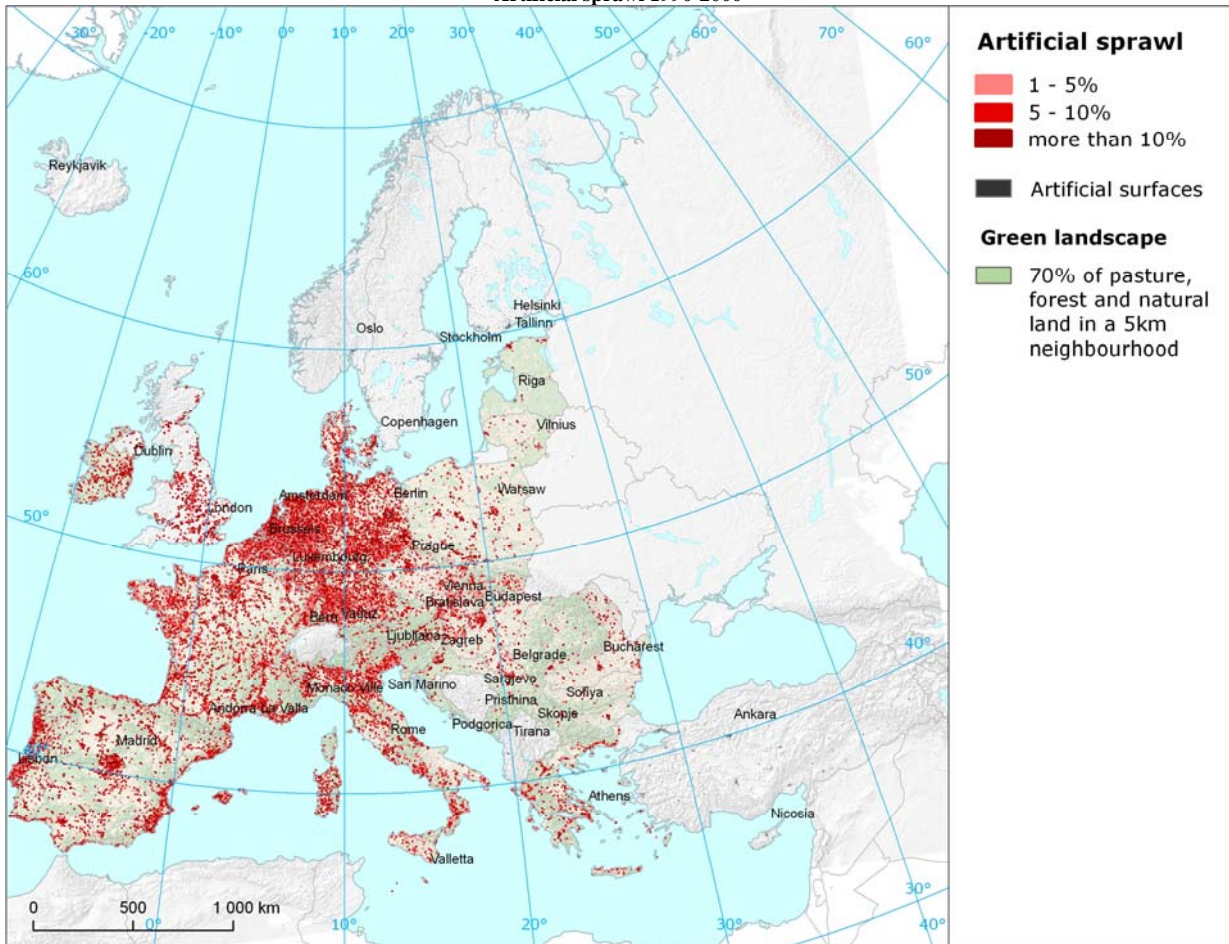 Artificial sprawl 1990-2000
-30° -20° -10° 0° 10° 20° 30° 40° 50° 60°
60°
Reykjavik
60°
Helsinki
Tallinn
Oslo
Stockholm
50°
Riga
Copenhagen
Vilnius
Dublin
Amsterdam
Berlin
Warsaw
London
50°
Brussels
Prague
Luxembourg
Paris
Vienna
Budapest
Bratislava
Bern
Vaduz
Ljubljana
Zagreb
40°
Bucharest
Belgrade
Sarajevo
Monaco-Ville
San Marino
Sofiya
Pristhina
Andorra La Valla
Skopje
Ankara
Podgorica
Rome
Tirana
Madrid
Lisbon
Athens
Nicosia
Valletta
30°
0 500 1 000 km
0° 10° 20° 30° 40°
Artificial sprawl
1 - 5%
5 - 10%
more than 10%
Artificial surfaces
Green landscape
70% of pasture,
forest and natural
land in a 5km
neighbourhood